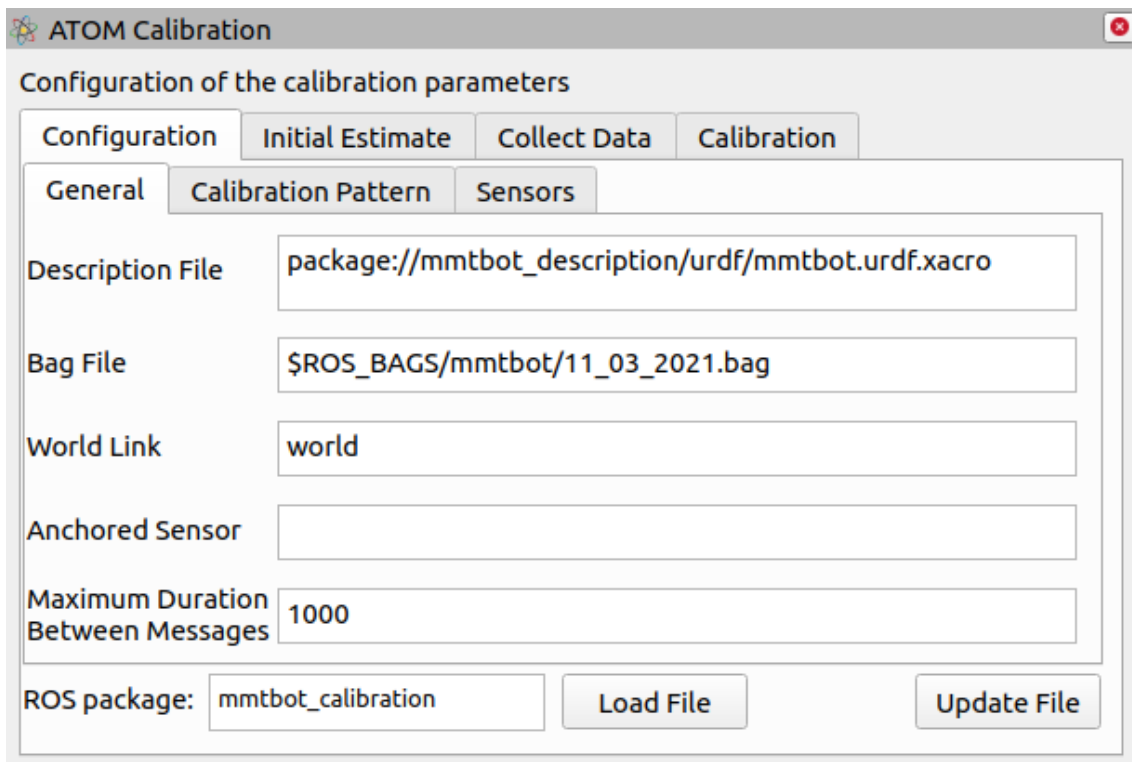 ATOM Calibration
Configuration of the calibration parameters
Configuration Initial Estimate Collect Data Calibration
General Calibration Pattern Sensors
Description File package://mmtbot_description/urdf/mmtbot.urdf.xacro
Bag File $ROS_BAGS/mmtbot/11_03_2021.bag
World Link world
Anchored Sensor
Maximum Duration
Between Messages 1000
ROS package: mmtbot_calibration Load File Update File